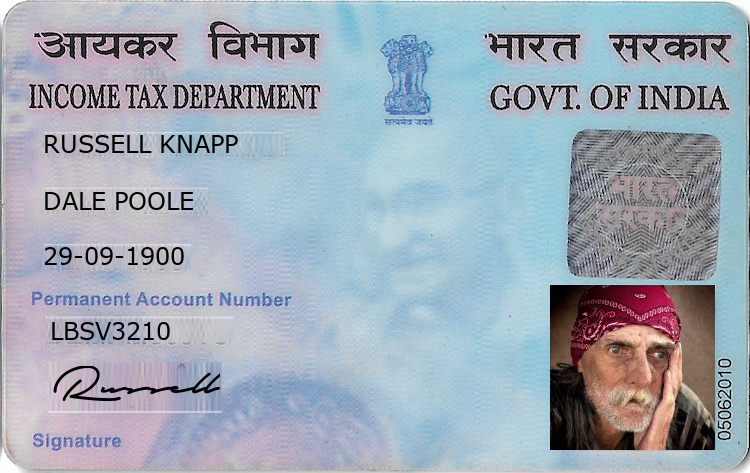 आयकर विभाग
भारत सरकार
INCOME TAX DEPARTMENT
GOVT. OF INDIA
सत्यमेव जयते
RUSSELL KNAPP
DALE POOLE
29-09-1900
भारत
सरकार
Permanent Account Number
LBSV3210
Russell
Signature
05062010